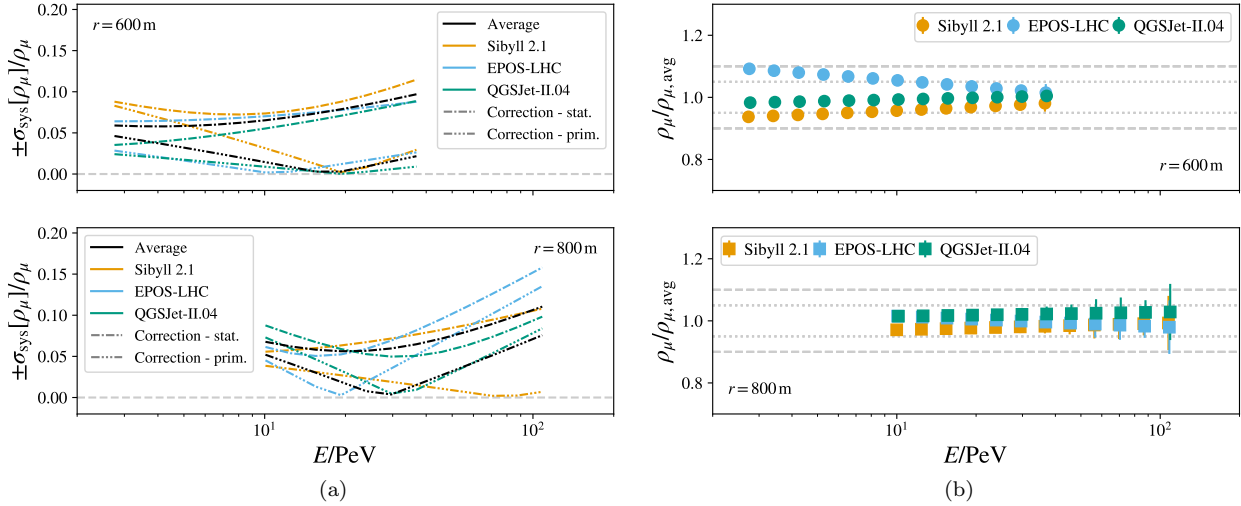 ±σsys[ρμ]/ρμ
0.20
0.15
0.10
0.05
0.00
r = 600 m
Average
Sibyll 2.1
EPOS-LHC
QGSJet-II.04
Correction - stat.
Correction - prim.
±σsys[ρμ]/ρμ
0.20
0.15
0.10
0.05
0.00
Average
Sibyll 2.1
EPOS-LHC
QGSJet-II.04
Correction - stat.
Correction - prim.
r = 800 m
10¹ 10²
E/PeV
(a)
ρμ/ρμ,avg
1.2
1.0
0.8
Sibyll 2.1 EPOS-LHC QGSJet-II.04
r = 600 m
ρμ/ρμ,avg
1.2
1.0
0.8
Sibyll 2.1 EPOS-LHC QGSJet-II.04
r = 800 m
10¹ 10²
E/PeV
(b)